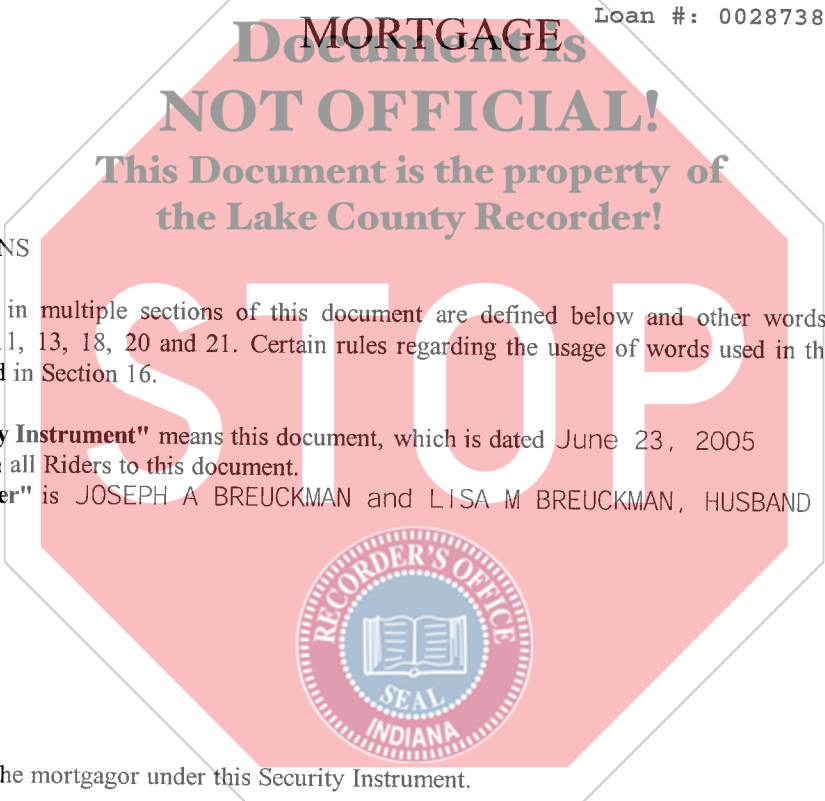 Loan #: 0028738
MORTGAGE
Document is
NOT OFFICIAL!
This Document is the property of
the Lake County Recorder!
NS
in multiple sections of this document are defined below and other words
11, 13, 18, 20 and 21. Certain rules regarding the usage of words used in th
d in Section 16.
STOP
y Instrument" means this document, which is dated June 23, 2005
all Riders to this document.
er" is JOSEPH A BREUCKMAN and LISA M BREUCKMAN, HUSBAND
RECORDER'S OFFICE
SEAL
INDIANA
he mortgagor under this Security Instrument.